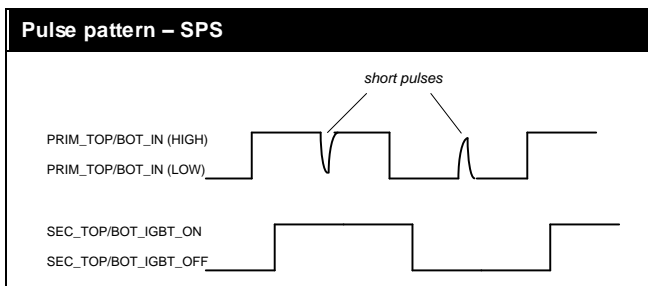 Pulse pattern – SPS
short pulses
PRIM_TOP/BOT_IN (HIGH)
PRIM_TOP/BOT_IN (LOW)
SEC_TOP/BOT_IGBT_ON
SEC_TOP/BOT_IGBT_OFF